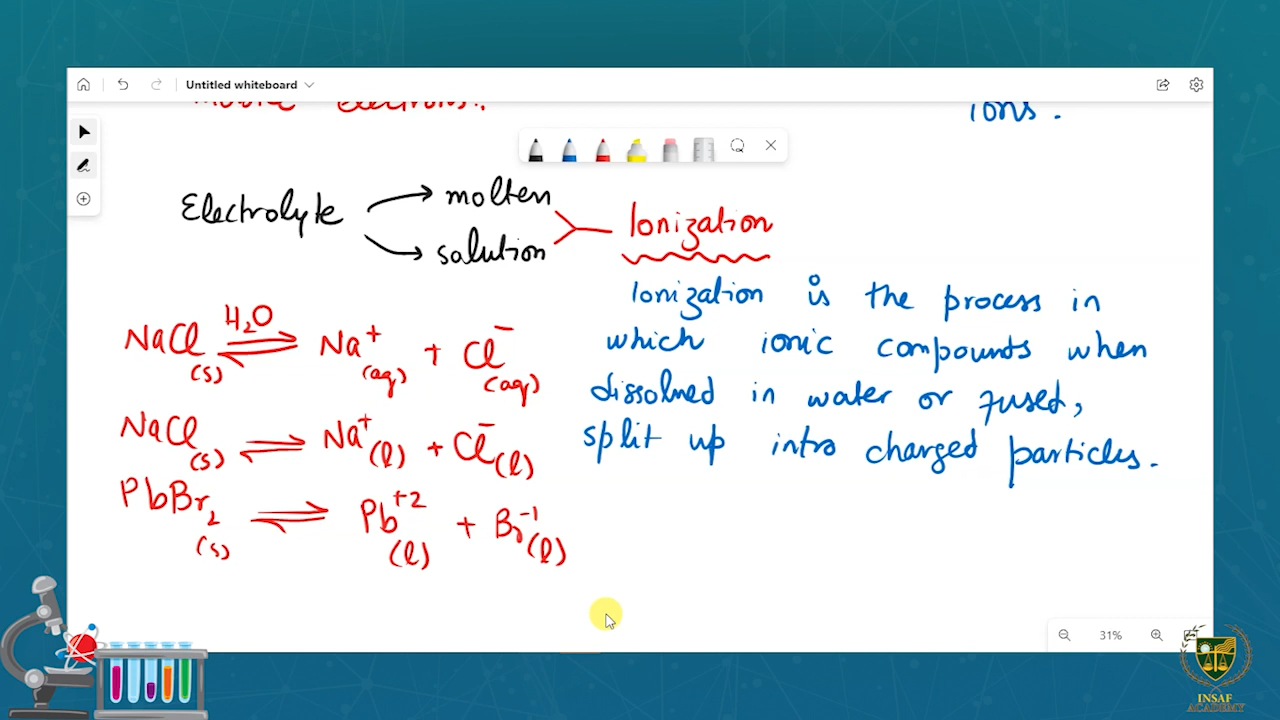 Untitled whiteboard
ions.
Electrolyte
molten
solution
Ionization
Ionization is the process in
which ionic compounds when
dissolved in water or fused,
split up intro charged particles.
NaCl(s) ⇌ H₂O Na⁺(aq) + Cl⁻(aq)
NaCl(s) ⇌ Na⁺(l) + Cl⁻(l)
PbBr₂(s) ⇌ Pb⁺²(l) + Br⁻¹(l)
31%
INSAF
ACADEMY